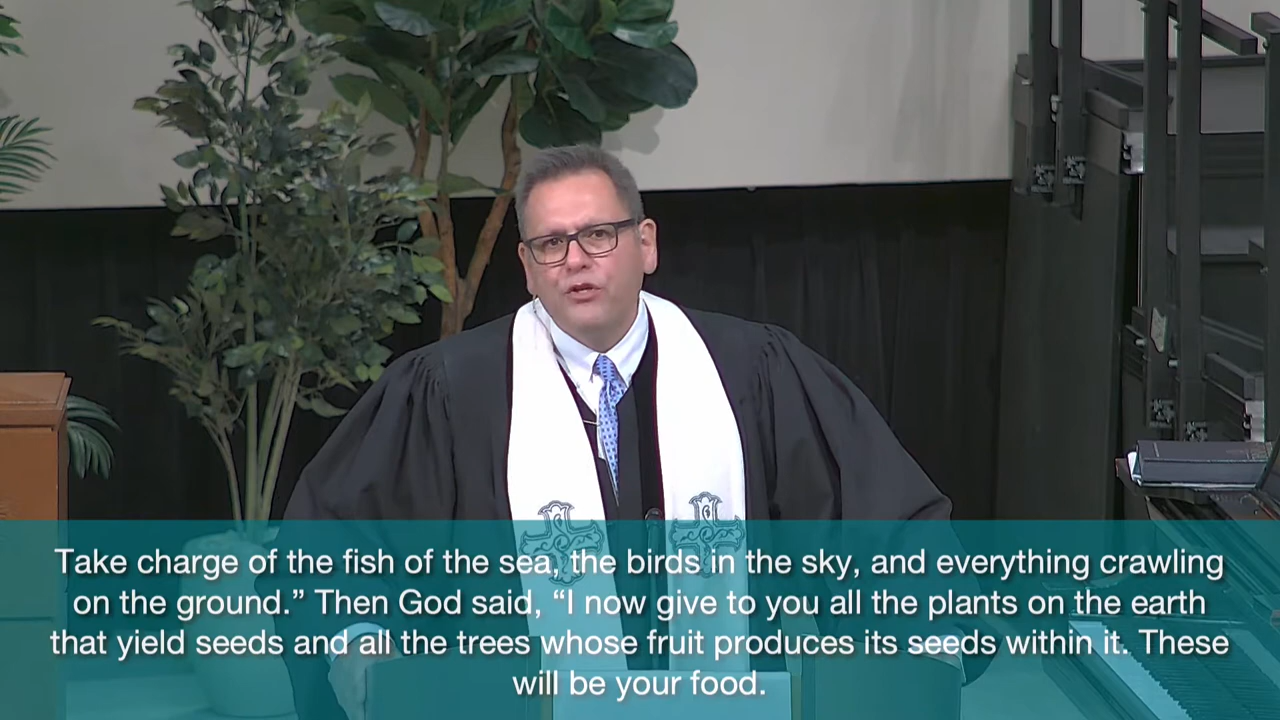 Take charge of the fish of the sea, the birds in the sky, and everything crawling
on the ground.” Then God said, “I now give to you all the plants on the earth
that yield seeds and all the trees whose fruit produces its seeds within it. These
will be your food.